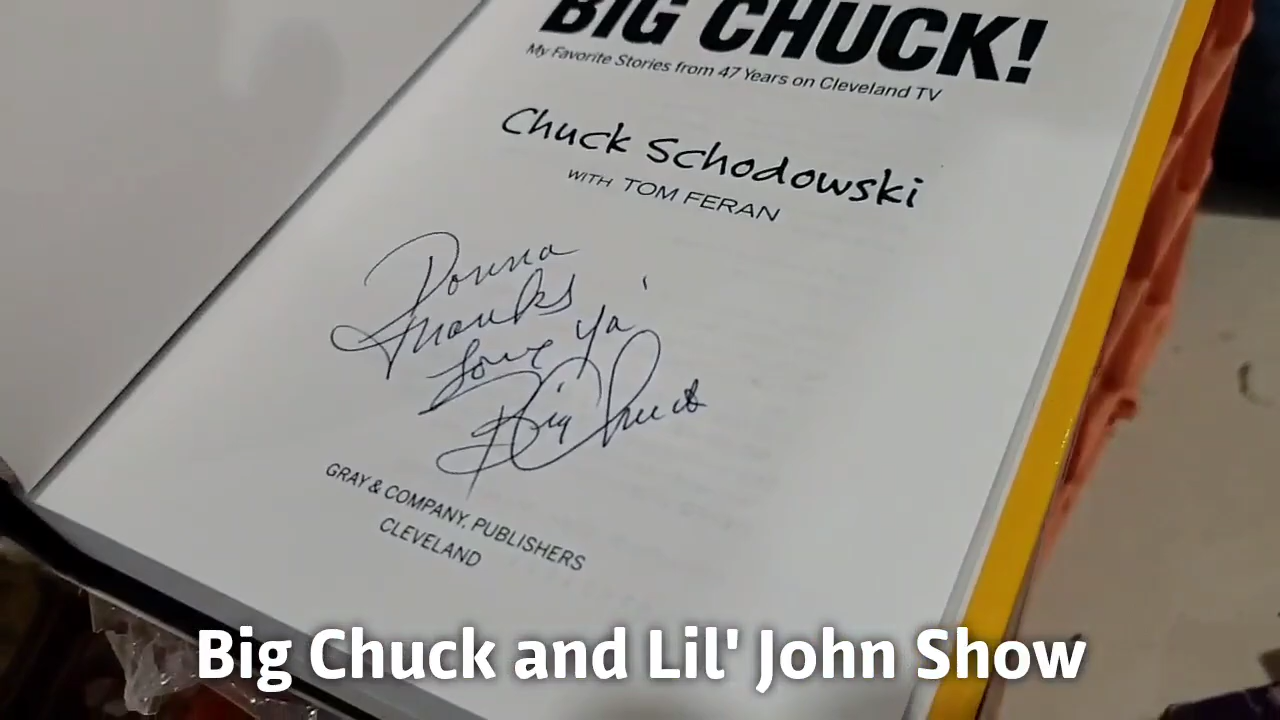 BIG CHUCK!
My Favorite Stories from 47 Years on Cleveland TV
Chuck Schodowski
WITH TOM FERAN
Donna
Thanks
Love ya'
Big Chuck
GRAY & COMPANY, PUBLISHERS
CLEVELAND
Big Chuck and Lil' John Show